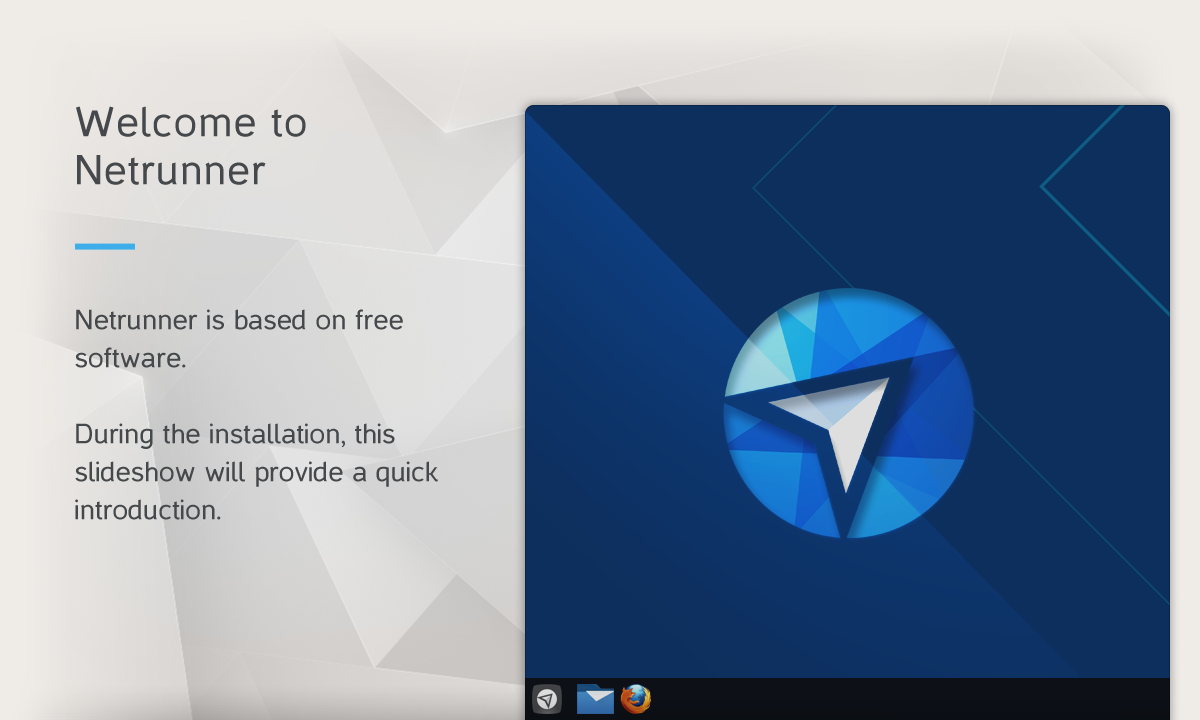 Welcome to
Netrunner
Netrunner is based on free
software.
During the installation, this
slideshow will provide a quick
introduction.